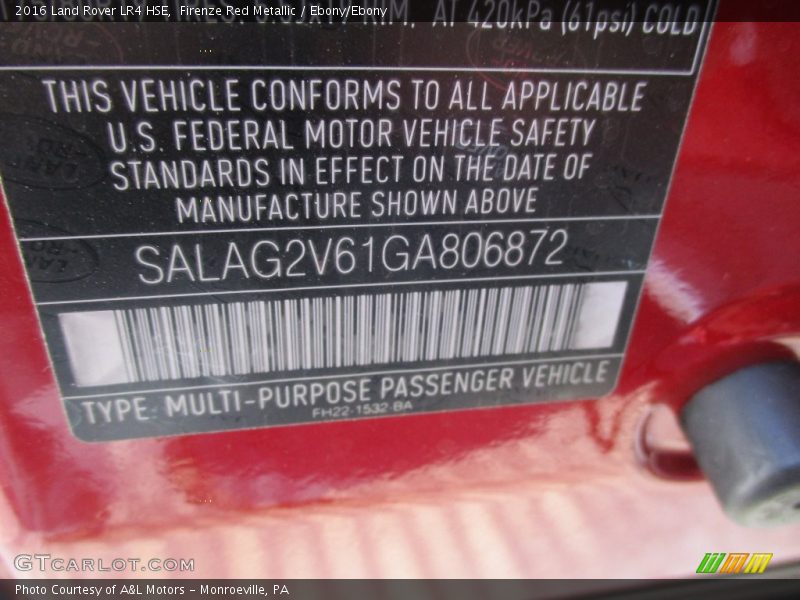 2016 Land Rover LR4 HSE, Firenze Red Metallic / Ebony/Ebony
AT 420kPa (61psi) COLD
THIS VEHICLE CONFORMS TO ALL APPLICABLE
U.S. FEDERAL MOTOR VEHICLE SAFETY
STANDARDS IN EFFECT ON THE DATE OF
MANUFACTURE SHOWN ABOVE
SALAG2V61GA806872
TYPE: MULTI-PURPOSE PASSENGER VEHICLE
FH22-1532-BA
GTCARLOT.COM
Photo Courtesy of A&L Motors - Monroeville, PA